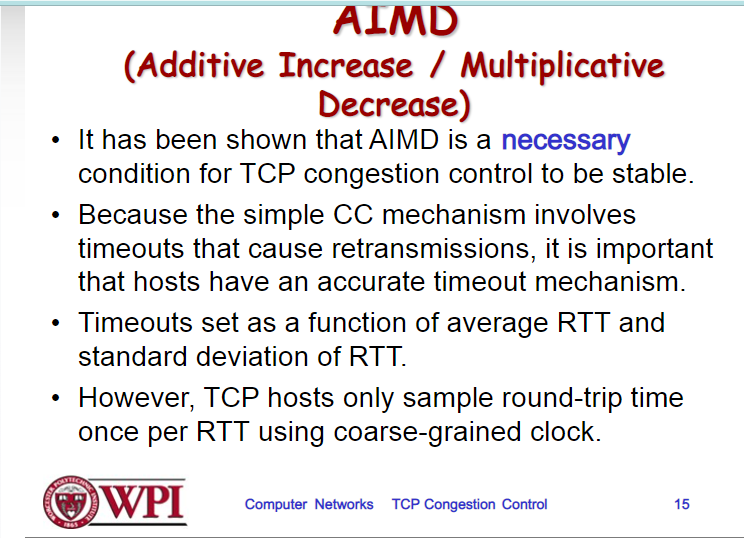 AIMD
(Additive Increase / Multiplicative
Decrease)
• It has been shown that AIMD is a necessary
condition for TCP congestion control to be stable.
• Because the simple CC mechanism involves
timeouts that cause retransmissions, it is important
that hosts have an accurate timeout mechanism.
• Timeouts set as a function of average RTT and
standard deviation of RTT.
• However, TCP hosts only sample round-trip time
once per RTT using coarse-grained clock.
WPI
Computer Networks TCP Congestion Control
15